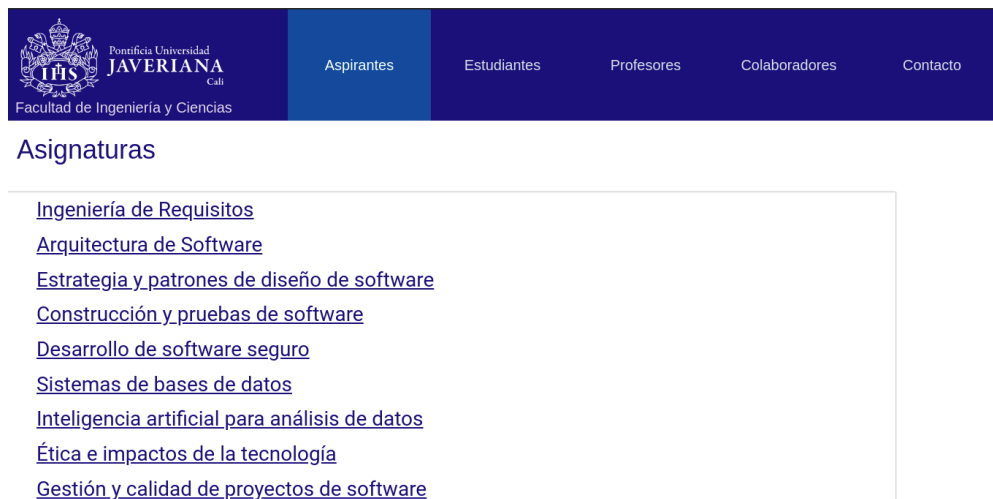 Pontificia Universidad
JAVERIANA
Cali
IHS
Facultad de Ingeniería y Ciencias
Aspirantes
Estudiantes
Profesores
Colaboradores
Contacto
Asignaturas
Ingeniería de Requisitos
Arquitectura de Software
Estrategia y patrones de diseño de software
Construcción y pruebas de software
Desarrollo de software seguro
Sistemas de bases de datos
Inteligencia artificial para análisis de datos
Ética e impactos de la tecnología
Gestión y calidad de proyectos de software